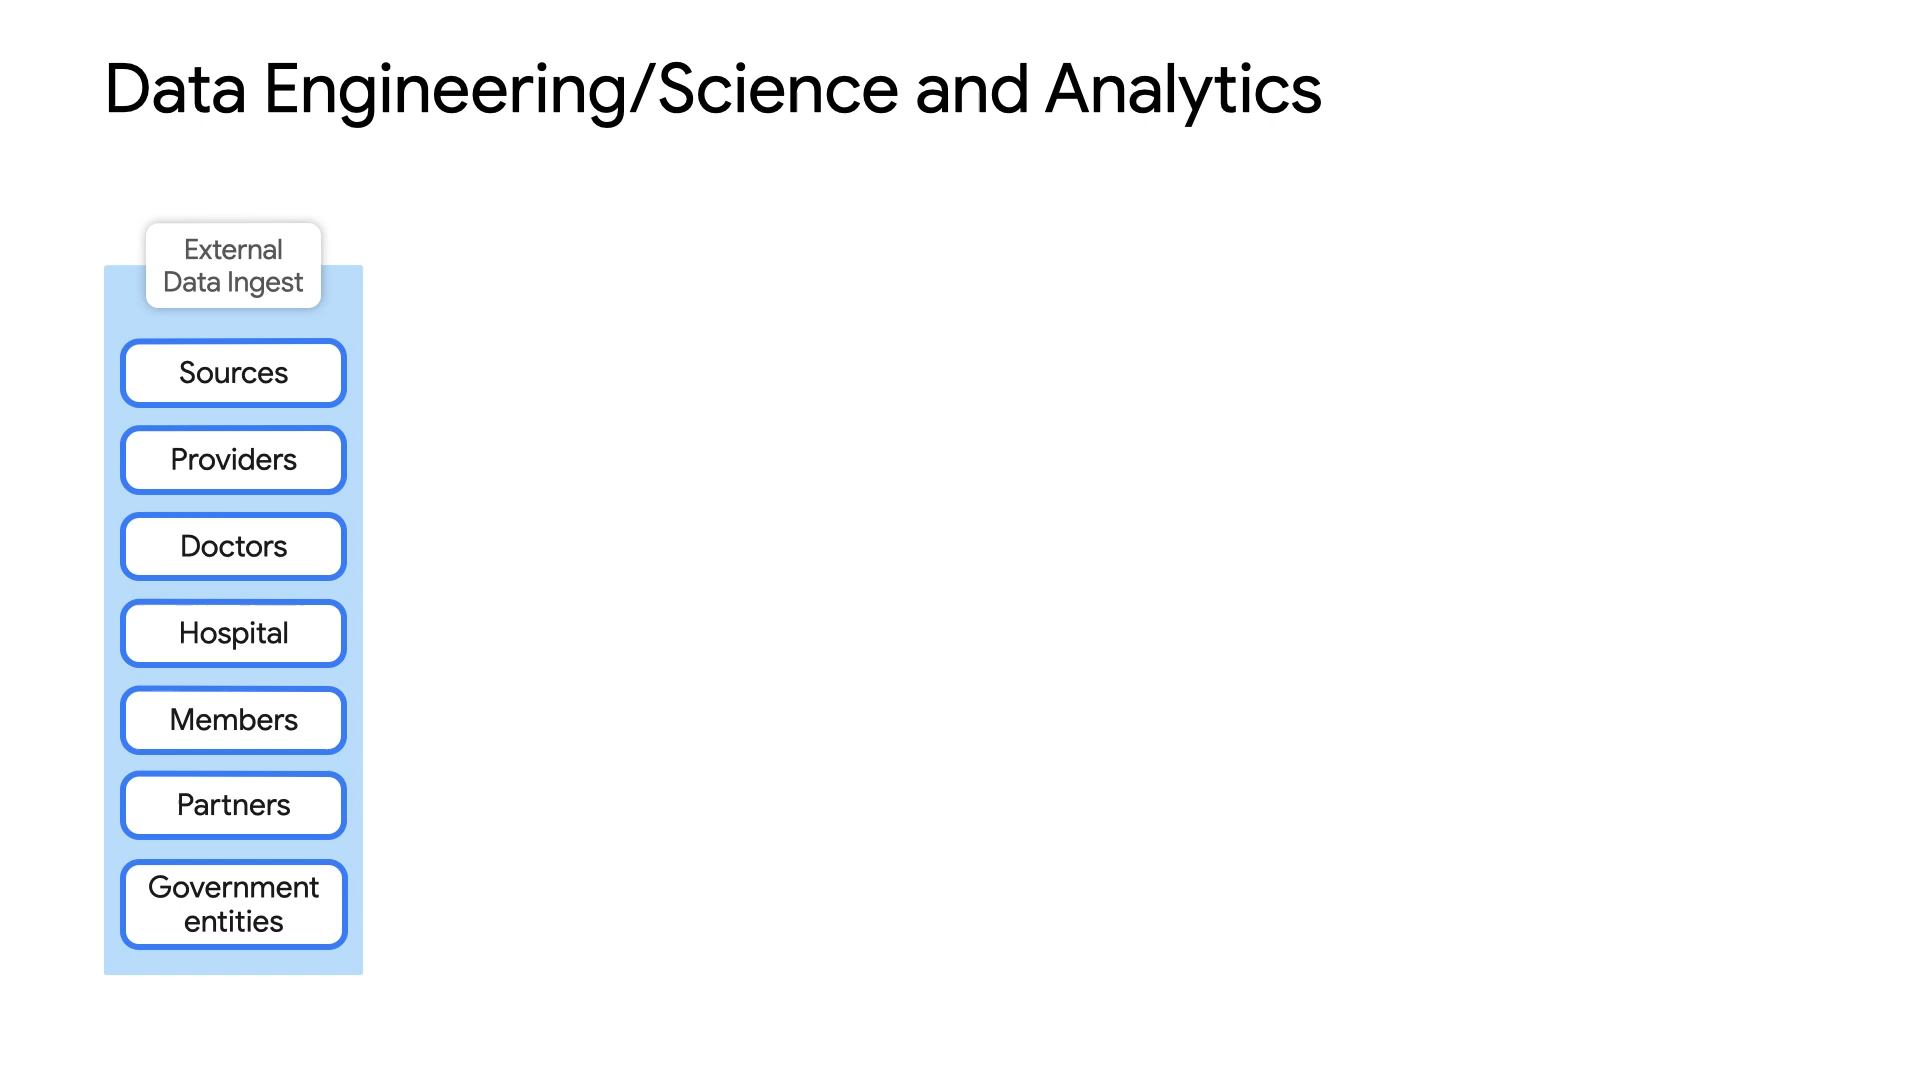 Data Engineering/Science and Analytics
External
Data Ingest
Sources
Providers
Doctors
Hospital
Members
Partners
Government
entities